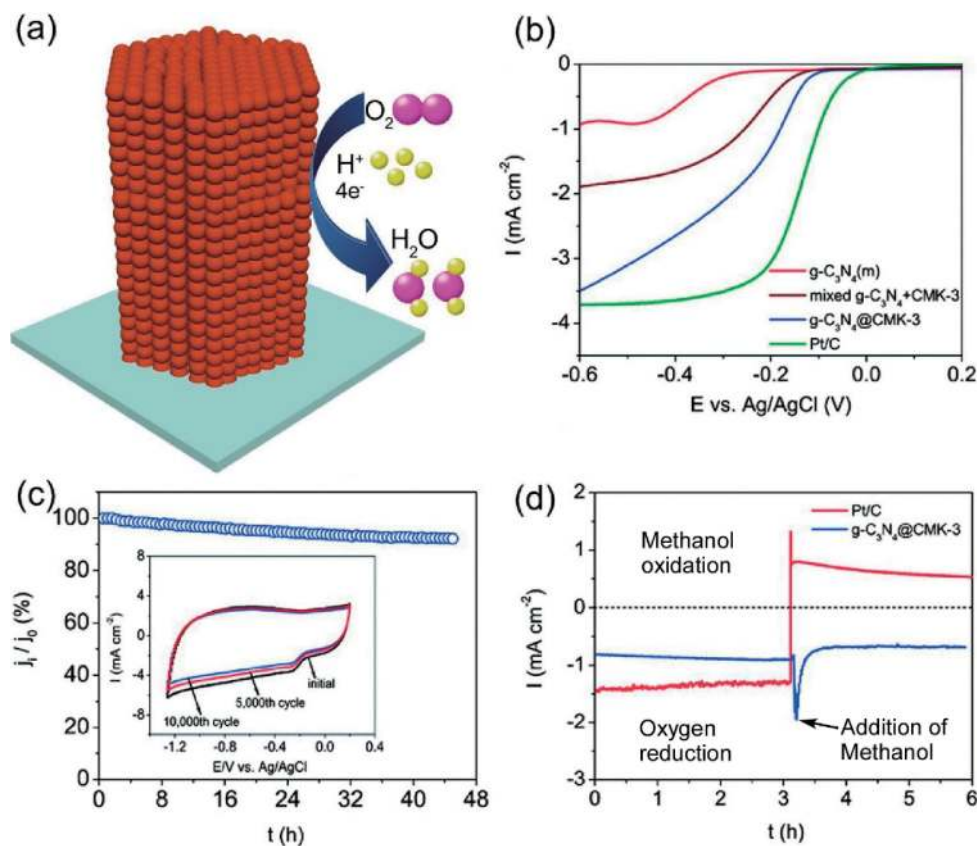 (a)
O₂
H⁺
4e⁻
H₂O
(b)
0
-1
-2
-3
-4
I (mA cm⁻²)
g-C₃N₄(m)
mixed g-C₃N₄+CMK-3
g-C₃N₄@CMK-3
Pt/C
-0.6 -0.4 -0.2 0.0 0.2
E vs. Ag/AgCl (V)
(c)
100
80
60
40
20
0
jᵢ / j₀ (%)
8
4
0
-4
-8
I (mA cm⁻²)
initial
5,000th cycle
10,000th cycle
-1.2 -0.8 -0.4 0.0 0.4
E/V vs. Ag/AgCl
0 8 16 24 32 40 48
t (h)
(d)
2
1
0
-1
-2
-3
I (mA cm⁻²)
Pt/C
g-C₃N₄@CMK-3
Methanol
oxidation
Oxygen
reduction
Addition of
Methanol
0 1 2 3 4 5 6
t (h)